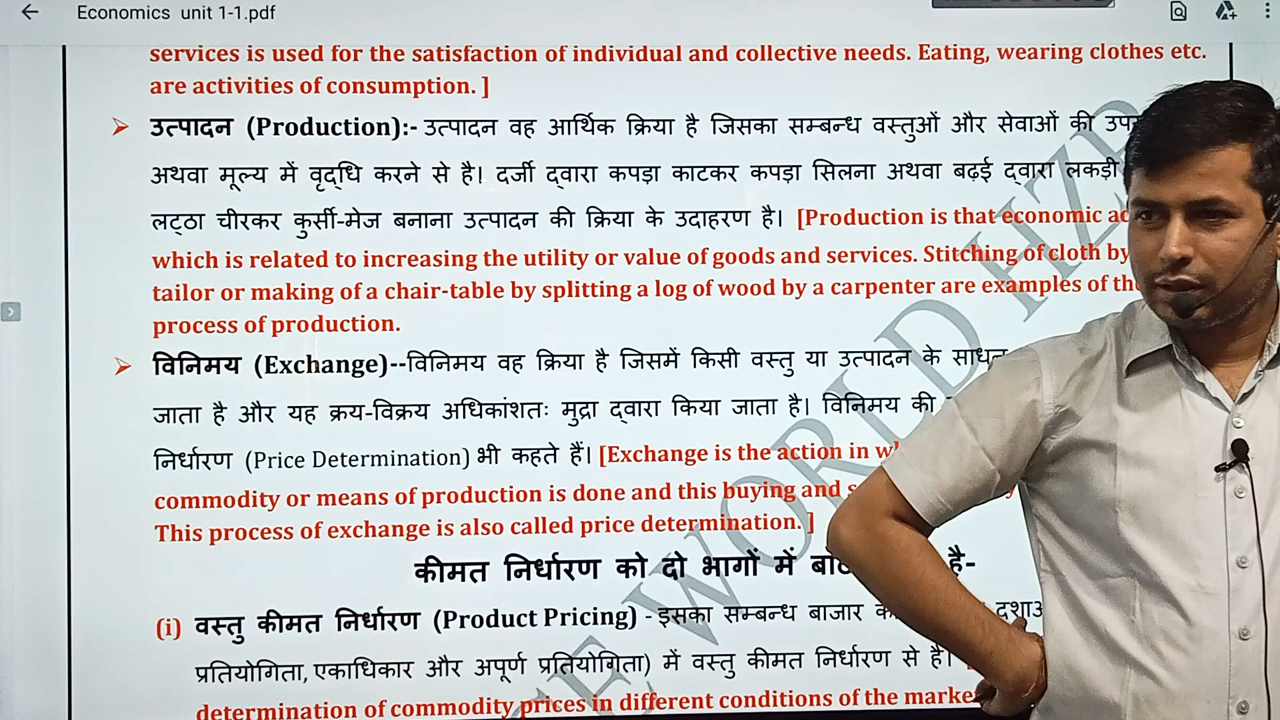 Economics unit 1-1.pdf
services is used for the satisfaction of individual and collective needs. Eating, wearing clothes etc.
are activities of consumption. ]
➢ उत्पादन (Production):- उत्पादन वह आर्थिक क्रिया है जिसका सम्बन्ध वस्तुओं और सेवाओं की
अथवा मूल्य में वृद्धि करने से है। दर्जी द्वारा कपड़ा काटकर कपड़ा सिलना अथवा बढ़ई द्वारा लकड़ी
लट्ठा चीरकर कुर्सी-मेज बनाना उत्पादन की क्रिया के उदाहरण है। [Production is that economic
which is related to increasing the utility or value of goods and services. Stitching of cloth by
tailor or making of a chair-table by splitting a log of wood by a carpenter are examples of
process of production.
➢ विनिमय (Exchange)--विनिमय वह क्रिया है जिसमें किसी वस्तु या उत्पादन के
जाता है और यह क्रय-विक्रय अधिकांशतः मुद्रा द्वारा किया जाता है। विनिमय की
निर्धारण (Price Determination) भी कहते हैं। [Exchange is the action in
commodity or means of production is done and this buying and
This process of exchange is also called price determination. ]
कीमत निर्धारण को दो भागों में है-
(i) वस्तु कीमत निर्धारण (Product Pricing) - इसका सम्बन्ध बाजार
प्रतियोगिता, एकाधिकार और अपूर्ण प्रतियोगिता) में वस्तु कीमत निर्धारण से है।
determination of commodity prices in different conditions of the
WORLD